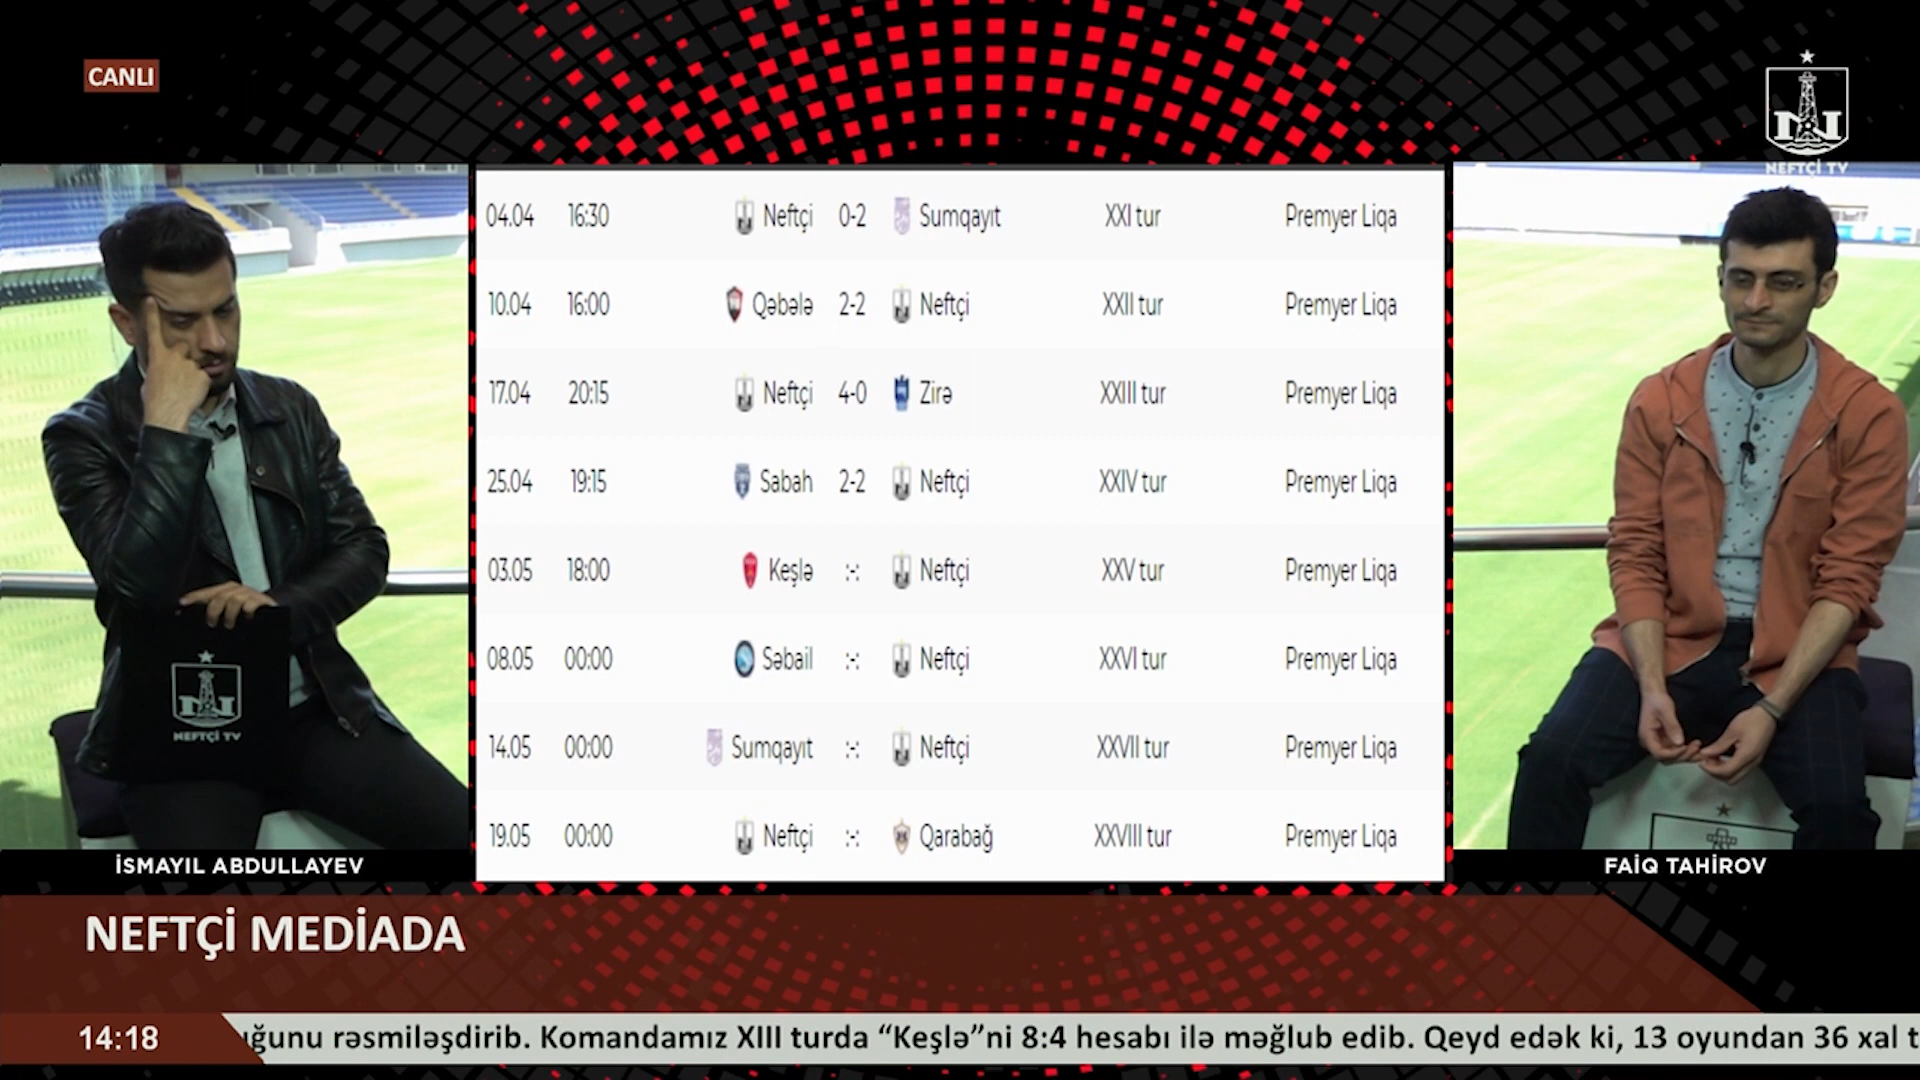 CANLI
NEFTÇİ TV
04.04 16:30 Neftçi 0-2 Sumqayıt XXI tur Premyer Liqa
10.04 16:00 Qəbələ 2-2 Neftçi XXII tur Premyer Liqa
17.04 20:15 Neftçi 4-0 Zirə XXIII tur Premyer Liqa
25.04 19:15 Sabah 2-2 Neftçi XXIV tur Premyer Liqa
03.05 18:00 Keşlə -:- Neftçi XXV tur Premyer Liqa
08.05 00:00 Səbail -:- Neftçi XXVI tur Premyer Liqa
14.05 00:00 Sumqayıt -:- Neftçi XXVII tur Premyer Liqa
19.05 00:00 Neftçi -:- Qarabağ XXVIII tur Premyer Liqa
NEFTÇİ TV
İSMAYIL ABDULLAYEV
FAİQ TAHİROV
NEFTÇİ MEDİADA
14:18 ğunu rəsmiləşdirib. Komandamız XIII turda “Keşlə”ni 8:4 hesabı ilə məğlub edib. Qeyd edək ki, 13 oyundan 36 xal t